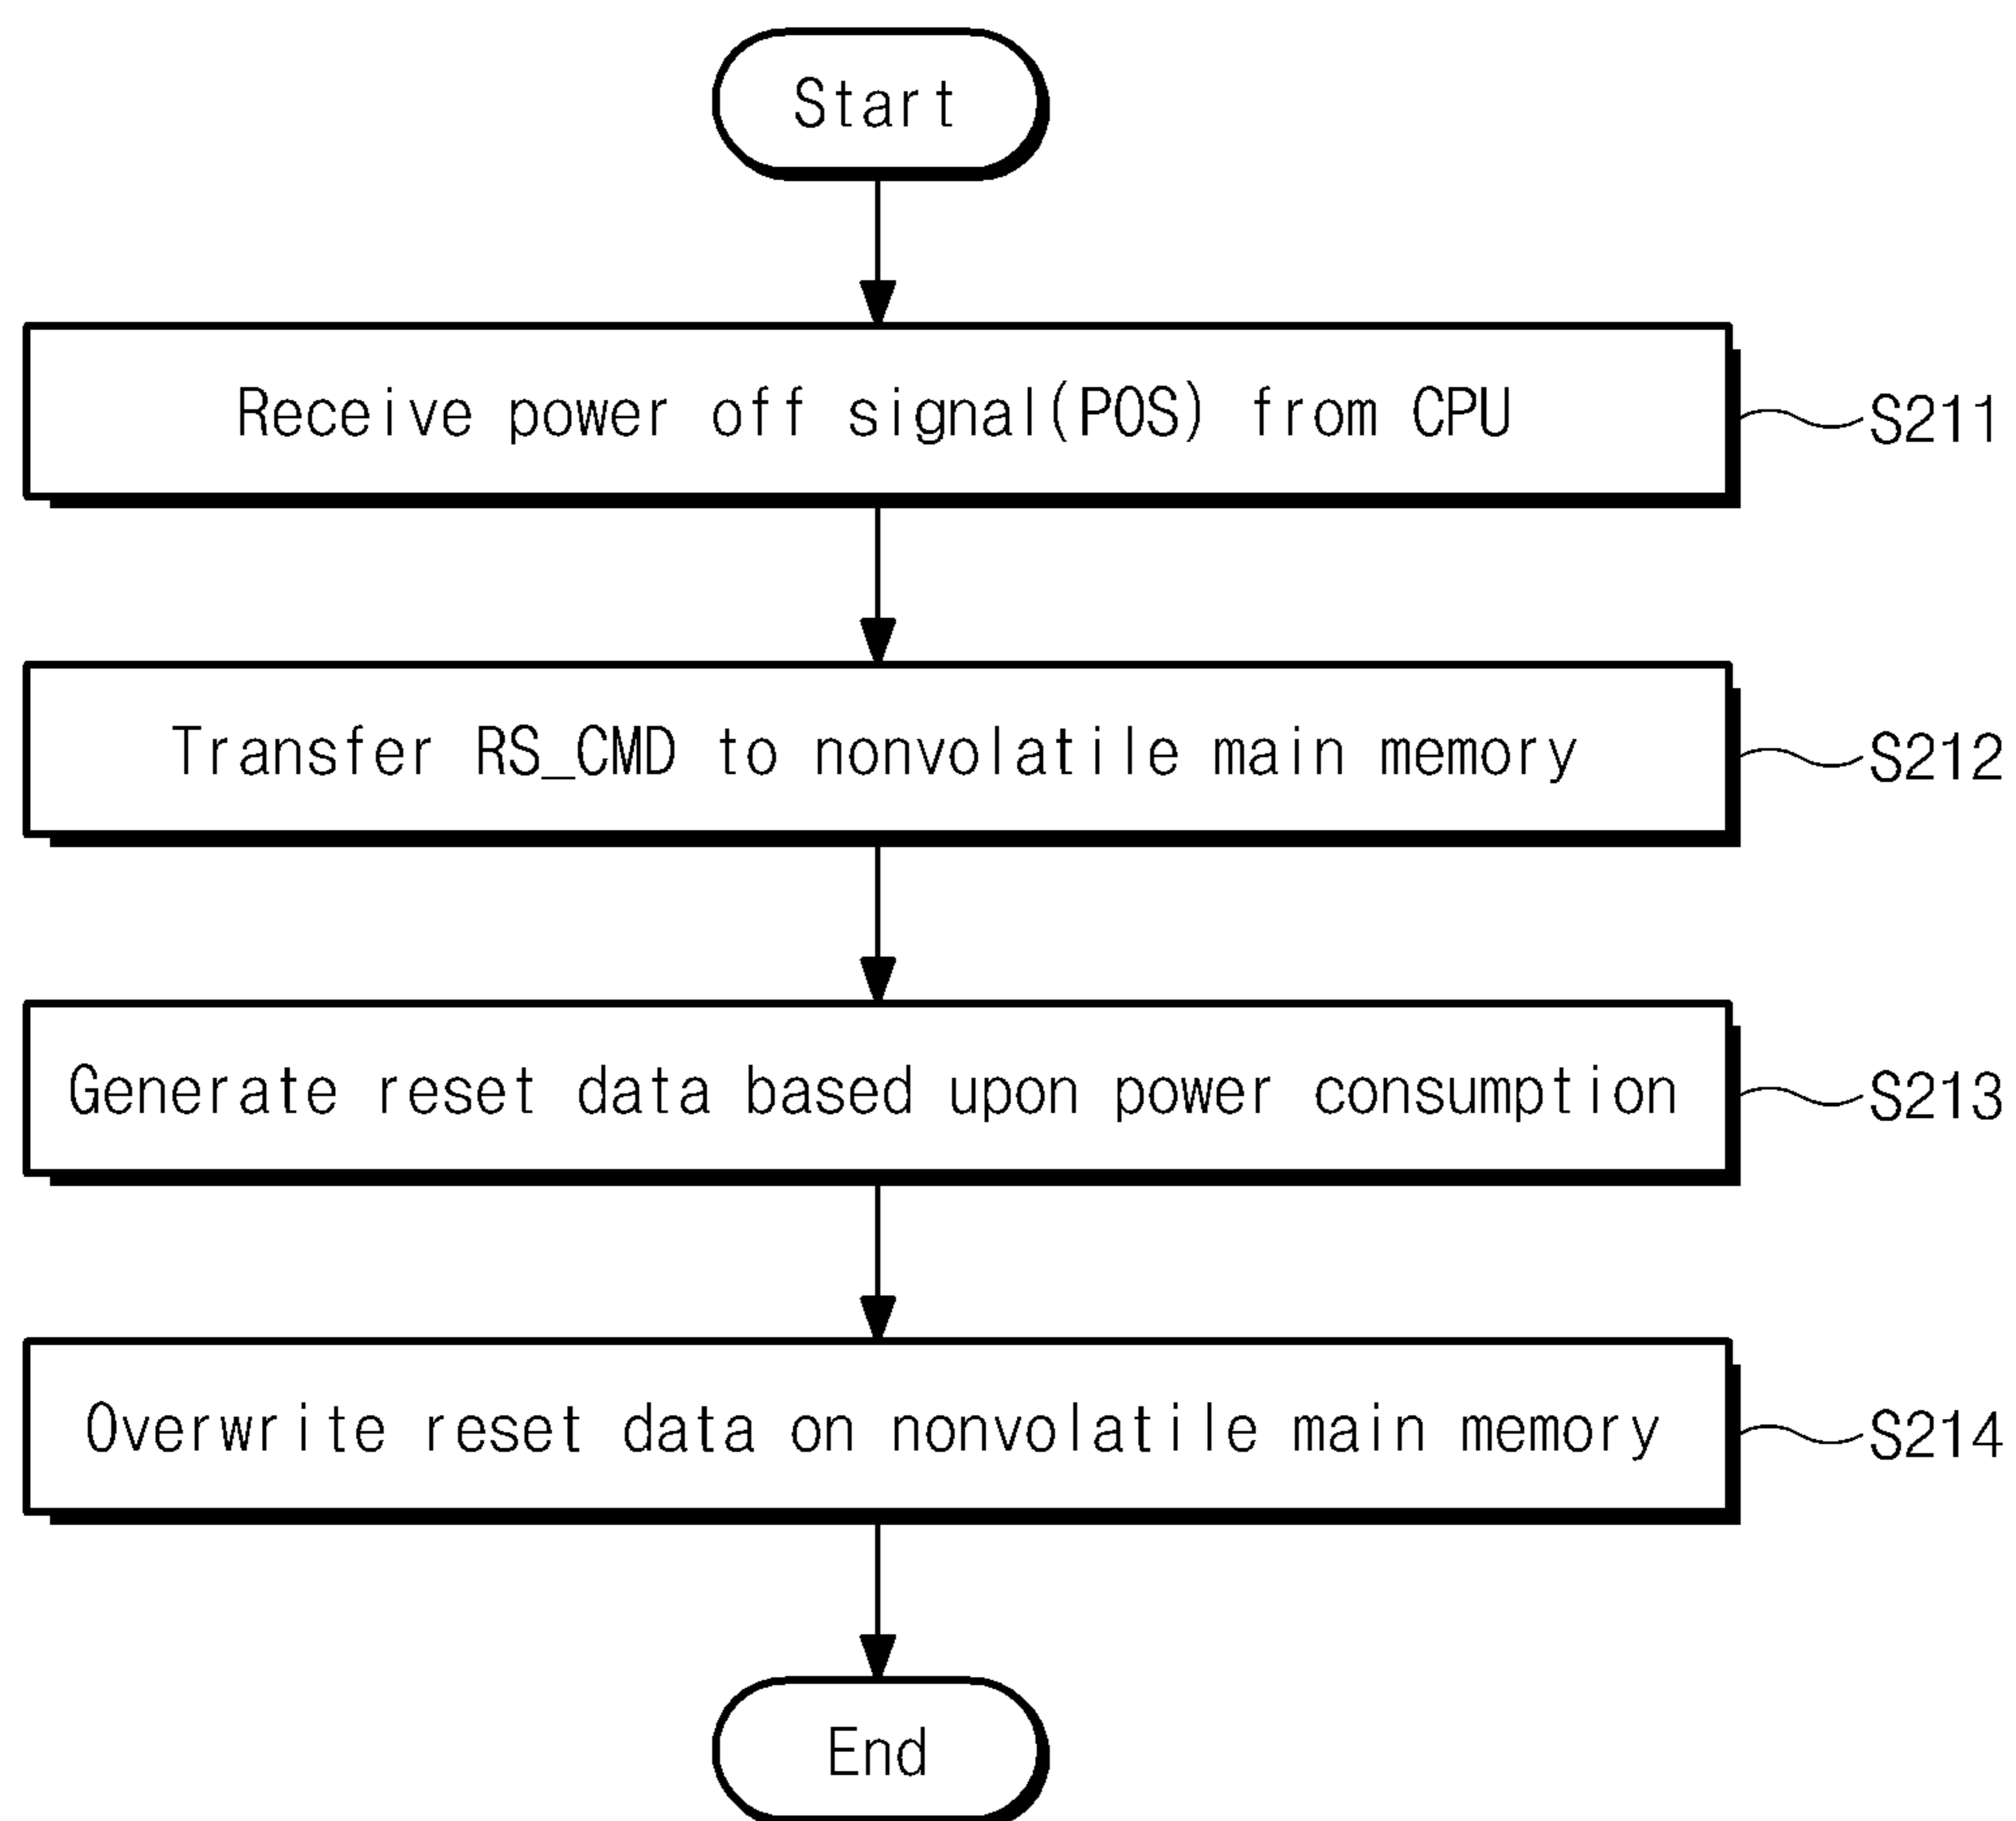 Start
Receive power off signal(POS) from CPU
S211
Transfer RS_CMD to nonvolatile main memory
S212
Generate reset data based upon power consumption
S213
Overwrite reset data on nonvolatile main memory
S214
End